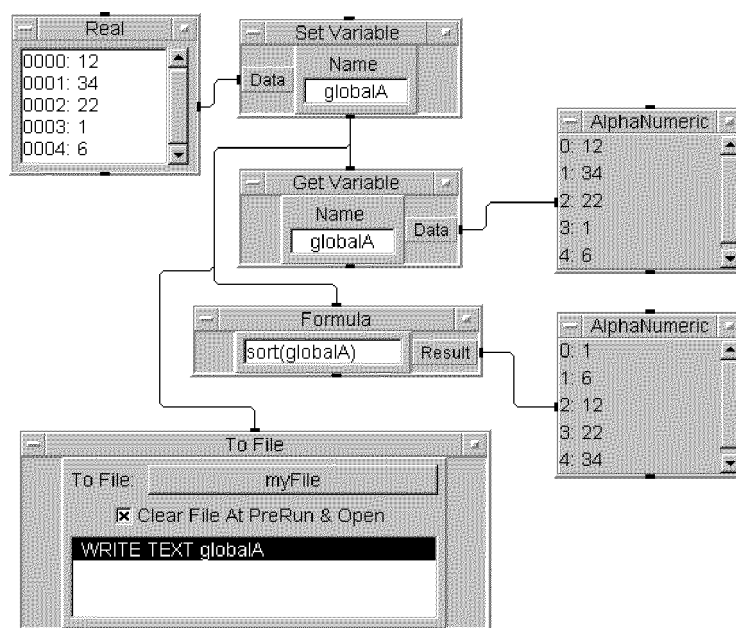 Real
0000: 12
0001: 34
0002: 22
0003: 1
0004: 6
Set Variable
Data
Name
globalA
Get Variable
Name
globalA
Data
AlphaNumeric
0: 12
1: 34
2: 22
3: 1
4: 6
Formula
sort(globalA)
Result
AlphaNumeric
0: 1
1: 6
2: 12
3: 22
4: 34
To File
To File:
myFile
Clear File At PreRun & Open
WRITE TEXT globalA